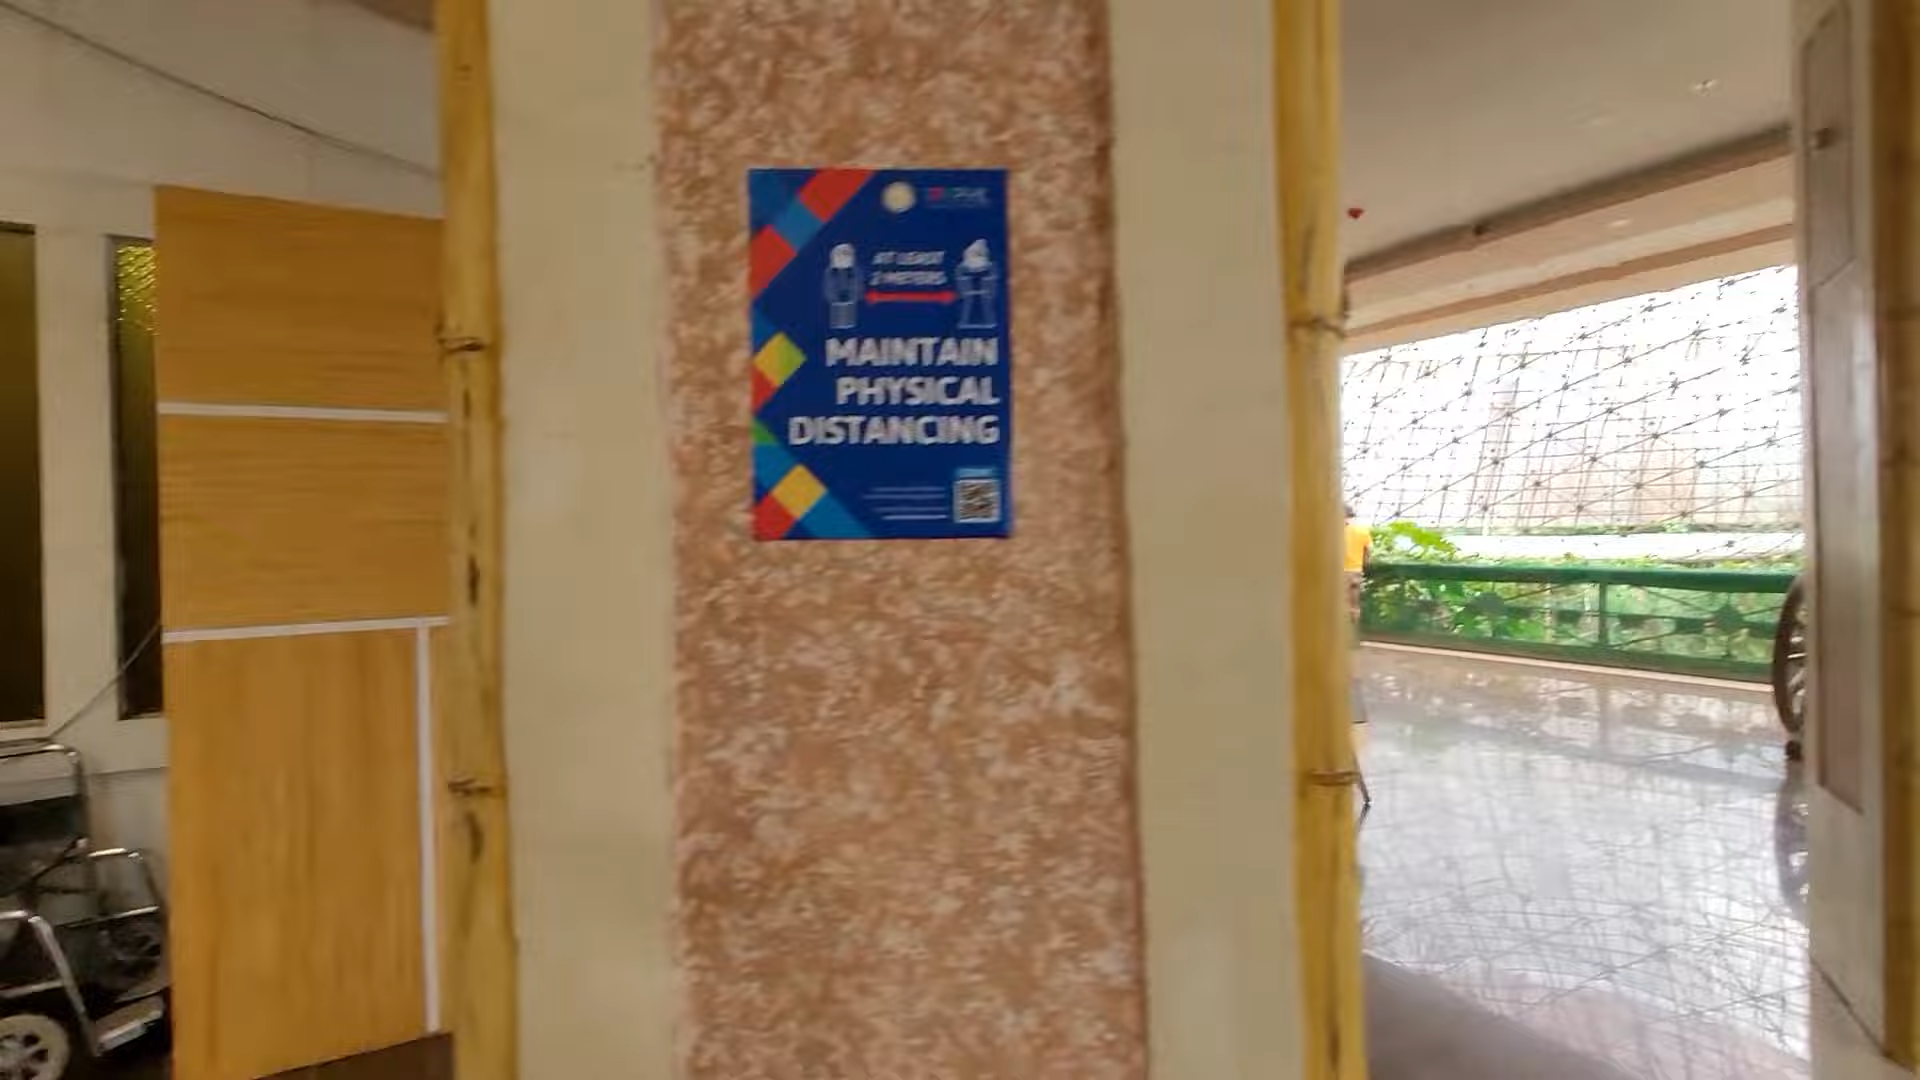 AT LEAST
2 METERS
MAINTAIN
PHYSICAL
DISTANCING